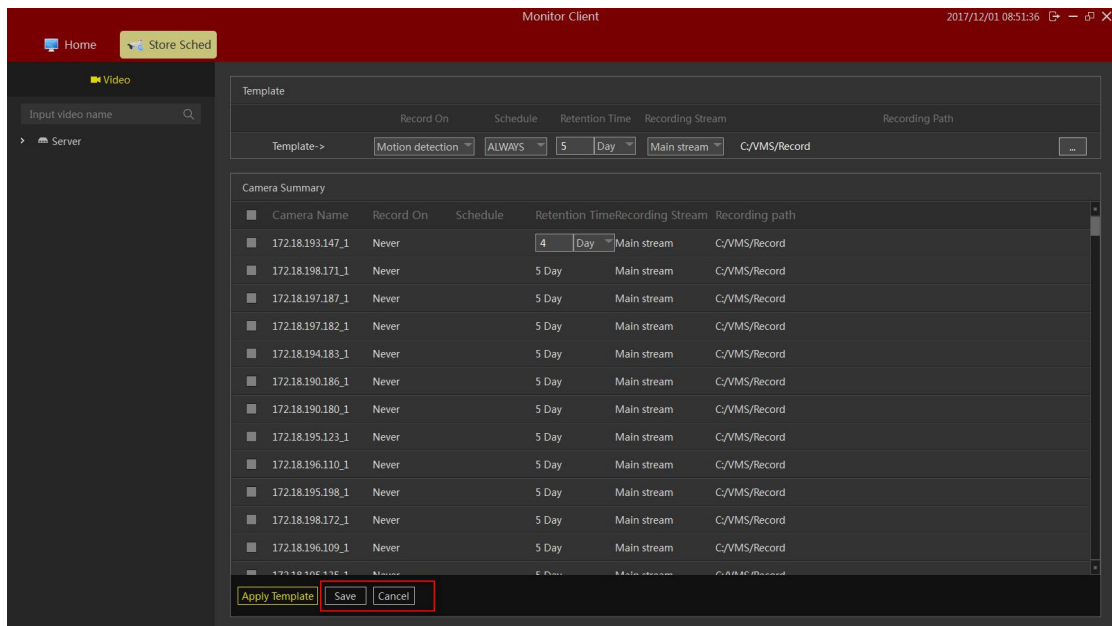 Monitor Client 2017/12/01 08:51:36
Home Store Sched
Video
Input video name
Server
Template
Record On Schedule Retention Time Recording Stream Recording Path
Template-> Motion detection ALWAYS 5 Day Main stream C:/VMS/Record ...
Camera Summary
Camera Name Record On Schedule Retention TimeRecording Stream Recording path
172.18.193.147_1 Never 4 Day Main stream C:/VMS/Record
172.18.198.171_1 Never 5 Day Main stream C:/VMS/Record
172.18.197.187_1 Never 5 Day Main stream C:/VMS/Record
172.18.197.182_1 Never 5 Day Main stream C:/VMS/Record
172.18.194.183_1 Never 5 Day Main stream C:/VMS/Record
172.18.190.186_1 Never 5 Day Main stream C:/VMS/Record
172.18.190.180_1 Never 5 Day Main stream C:/VMS/Record
172.18.195.123_1 Never 5 Day Main stream C:/VMS/Record
172.18.196.110_1 Never 5 Day Main stream C:/VMS/Record
172.18.195.198_1 Never 5 Day Main stream C:/VMS/Record
172.18.198.172_1 Never 5 Day Main stream C:/VMS/Record
172.18.196.109_1 Never 5 Day Main stream C:/VMS/Record
Never 5 Day Main stream C:/VMS/Record
Apply Template Save Cancel